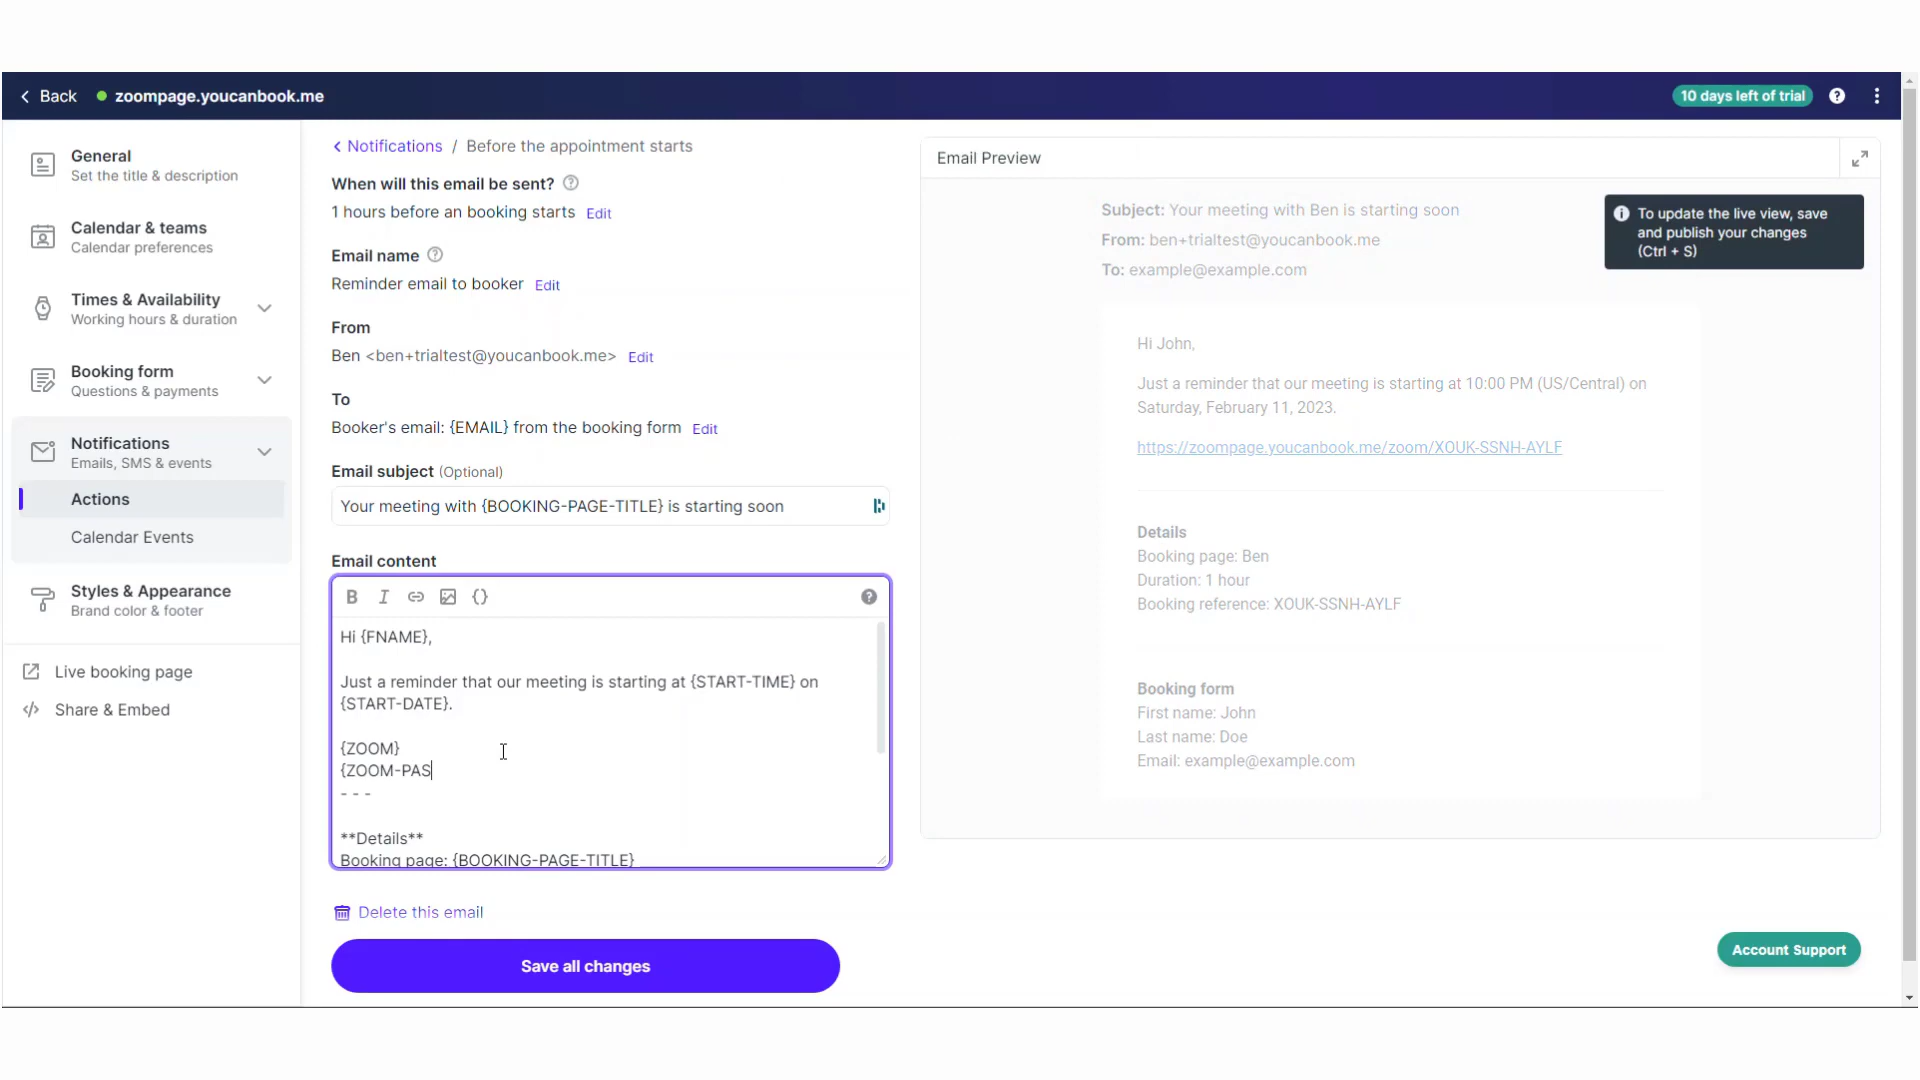 Back
zoompage.youcanbook.me
10 days left of trial
?
General
Set the title & description
Calendar & teams
Calendar preferences
Times & Availability
Working hours & duration
Booking form
Questions & payments
Notifications
Emails, SMS & events
Actions
Calendar Events
Styles & Appearance
Brand color & footer
Live booking page
Share & Embed
Notifications / Before the appointment starts
When will this email be sent? ?
1 hours before an booking starts Edit
Email name ?
Reminder email to booker Edit
From
Ben <ben+trialtest@youcanbook.me> Edit
To
Booker's email: {EMAIL} from the booking form Edit
Email subject (Optional)
Your meeting with {BOOKING-PAGE-TITLE} is starting soon
Email content
B I {} ?
Hi {FNAME},
Just a reminder that our meeting is starting at {START-TIME} on
{START-DATE}.
{ZOOM}
{ZOOM-PAS
- - -
**Details**
Booking page: {BOOKING-PAGE-TITLE}
Delete this email
Save all changes
Email Preview
Subject: Your meeting with Ben is starting soon
From: ben+trialtest@youcanbook.me
To: example@example.com
To update the live view, save
and publish your changes
(Ctrl + S)
Hi John,
Just a reminder that our meeting is starting at 10:00 PM (US/Central) on
Saturday, February 11, 2023.
https://zoompage.youcanbook.me/zoom/XOUK-SSNH-AYLF
Details
Booking page: Ben
Duration: 1 hour
Booking reference: XOUK-SSNH-AYLF
Booking form
First name: John
Last name: Doe
Email: example@example.com
Account Support